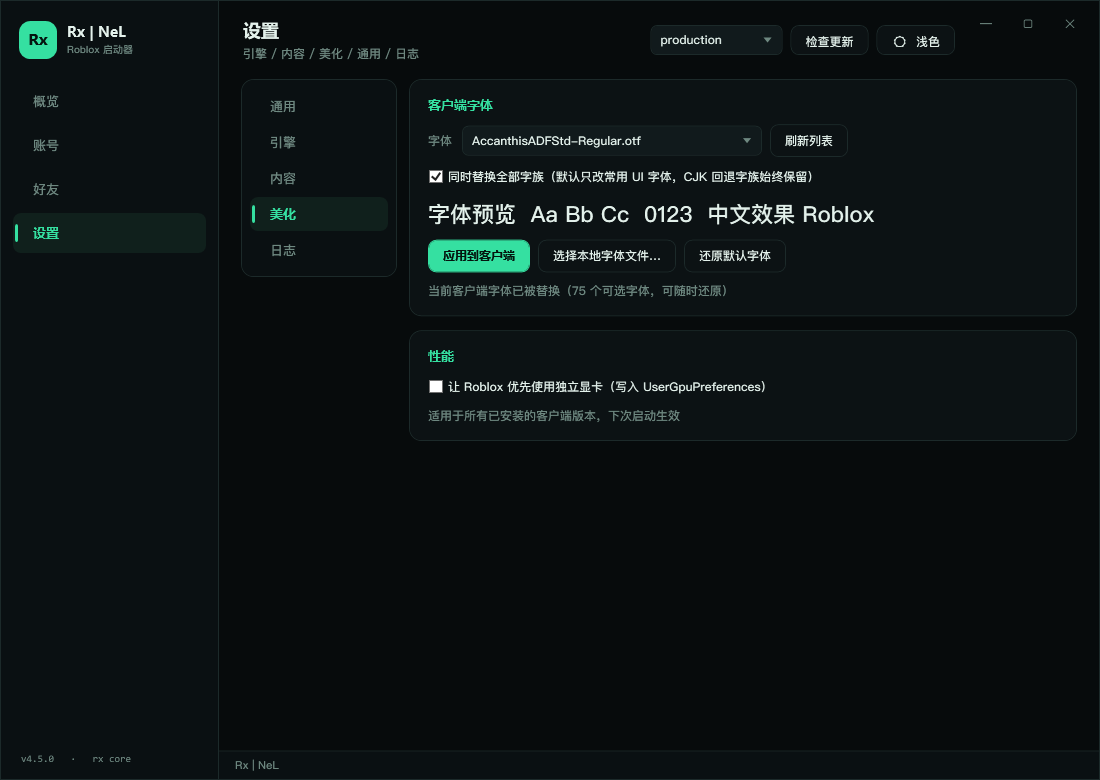 Rx
Rx | NeL
Roblox 启动器
概览
账号
好友
设置
v4.5.0 · rx core
设置
引擎 / 内容 / 美化 / 通用 / 日志
production
检查更新
浅色
通用
引擎
内容
美化
日志
客户端字体
字体
AccanthisADFStd-Regular.otf
刷新列表
同时替换全部字族（默认只改常用 UI 字体，CJK 回退字族始终保留）
字体预览 Aa Bb Cc 0123 中文效果 Roblox
应用到客户端
选择本地字体文件...
还原默认字体
当前客户端字体已被替换（75 个可选字体，可随时还原）
性能
让 Roblox 优先使用独立显卡（写入 UserGpuPreferences）
适用于所有已安装的客户端版本，下次启动生效
Rx | NeL